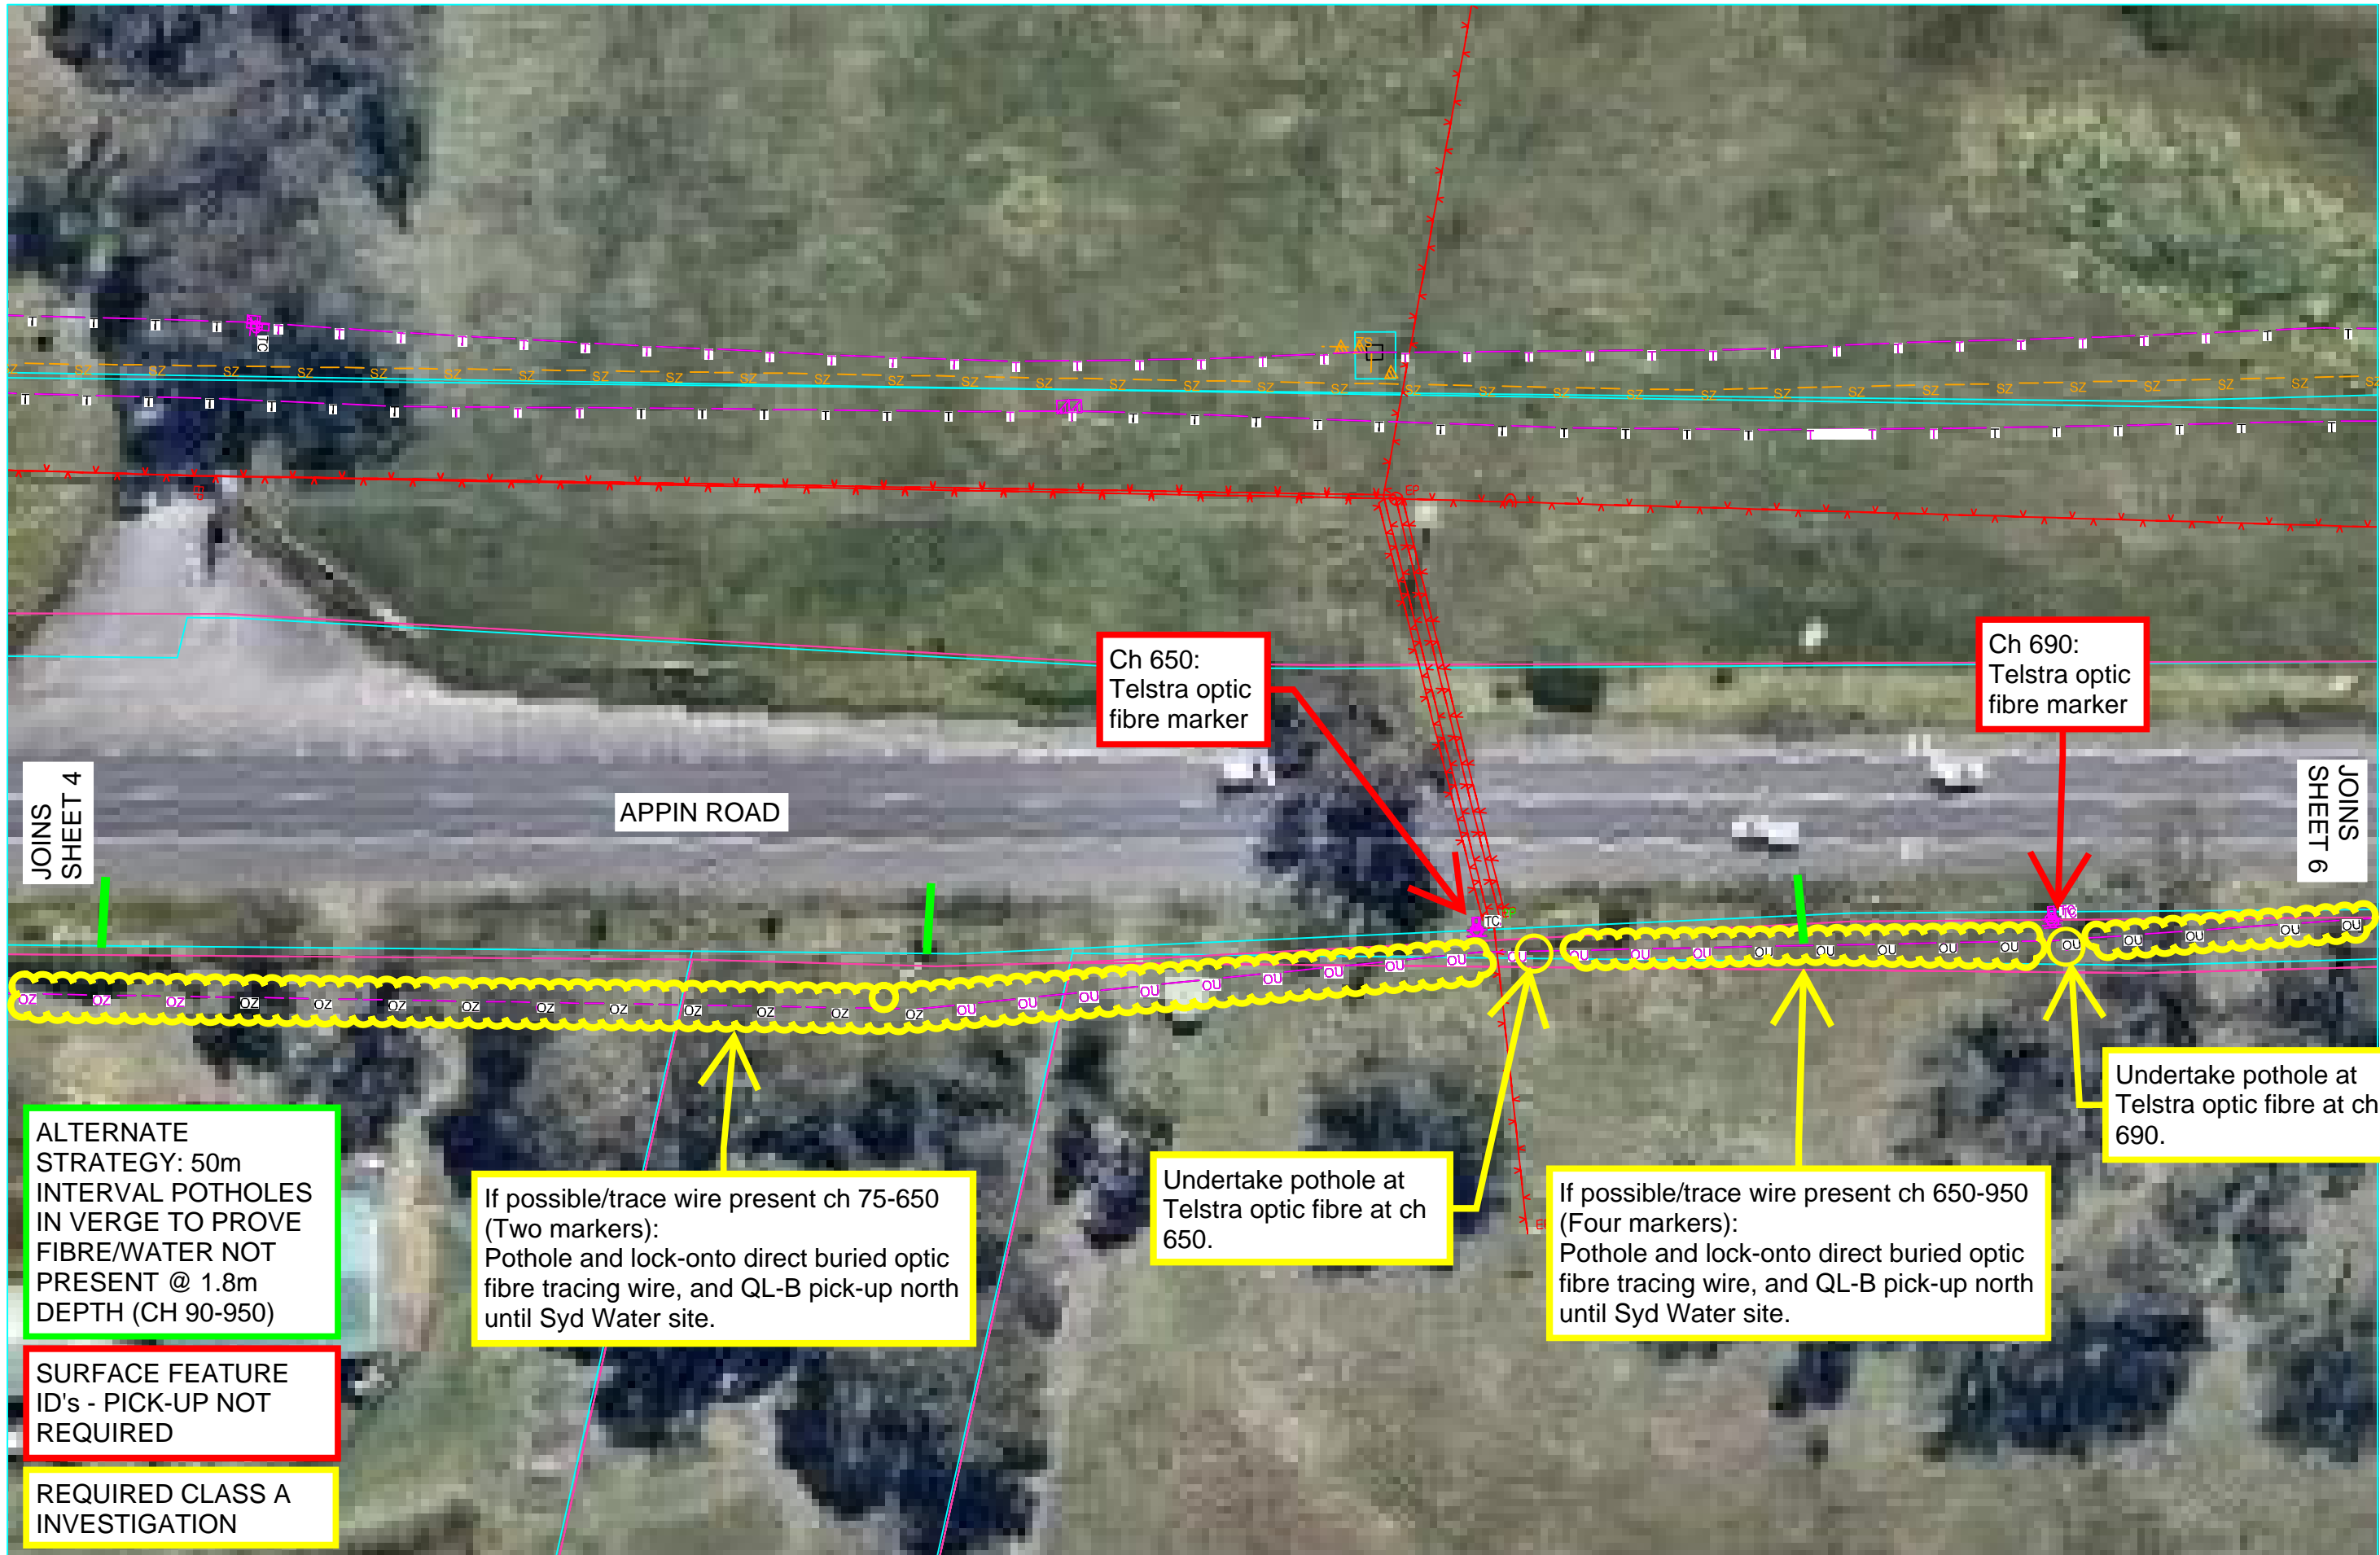 Ch 650:
Telstra optic
fibre marker
Ch 690:
Telstra optic
fibre marker
JOINS
SHEET 4
APPIN ROAD
JOINS
SHEET 6
ALTERNATE
STRATEGY: 50m
INTERVAL POTHOLES
IN VERGE TO PROVE
FIBRE/WATER NOT
PRESENT @ 1.8m
DEPTH (CH 90-950)
SURFACE FEATURE
ID's - PICK-UP NOT
REQUIRED
REQUIRED CLASS A
INVESTIGATION
If possible/trace wire present ch 75-650
(Two markers):
Pothole and lock-onto direct buried optic
fibre tracing wire, and QL-B pick-up north
until Syd Water site.
Undertake pothole at
Telstra optic fibre at ch
650.
If possible/trace wire present ch 650-950
(Four markers):
Pothole and lock-onto direct buried optic
fibre tracing wire, and QL-B pick-up north
until Syd Water site.
Undertake pothole at
Telstra optic fibre at ch
690.